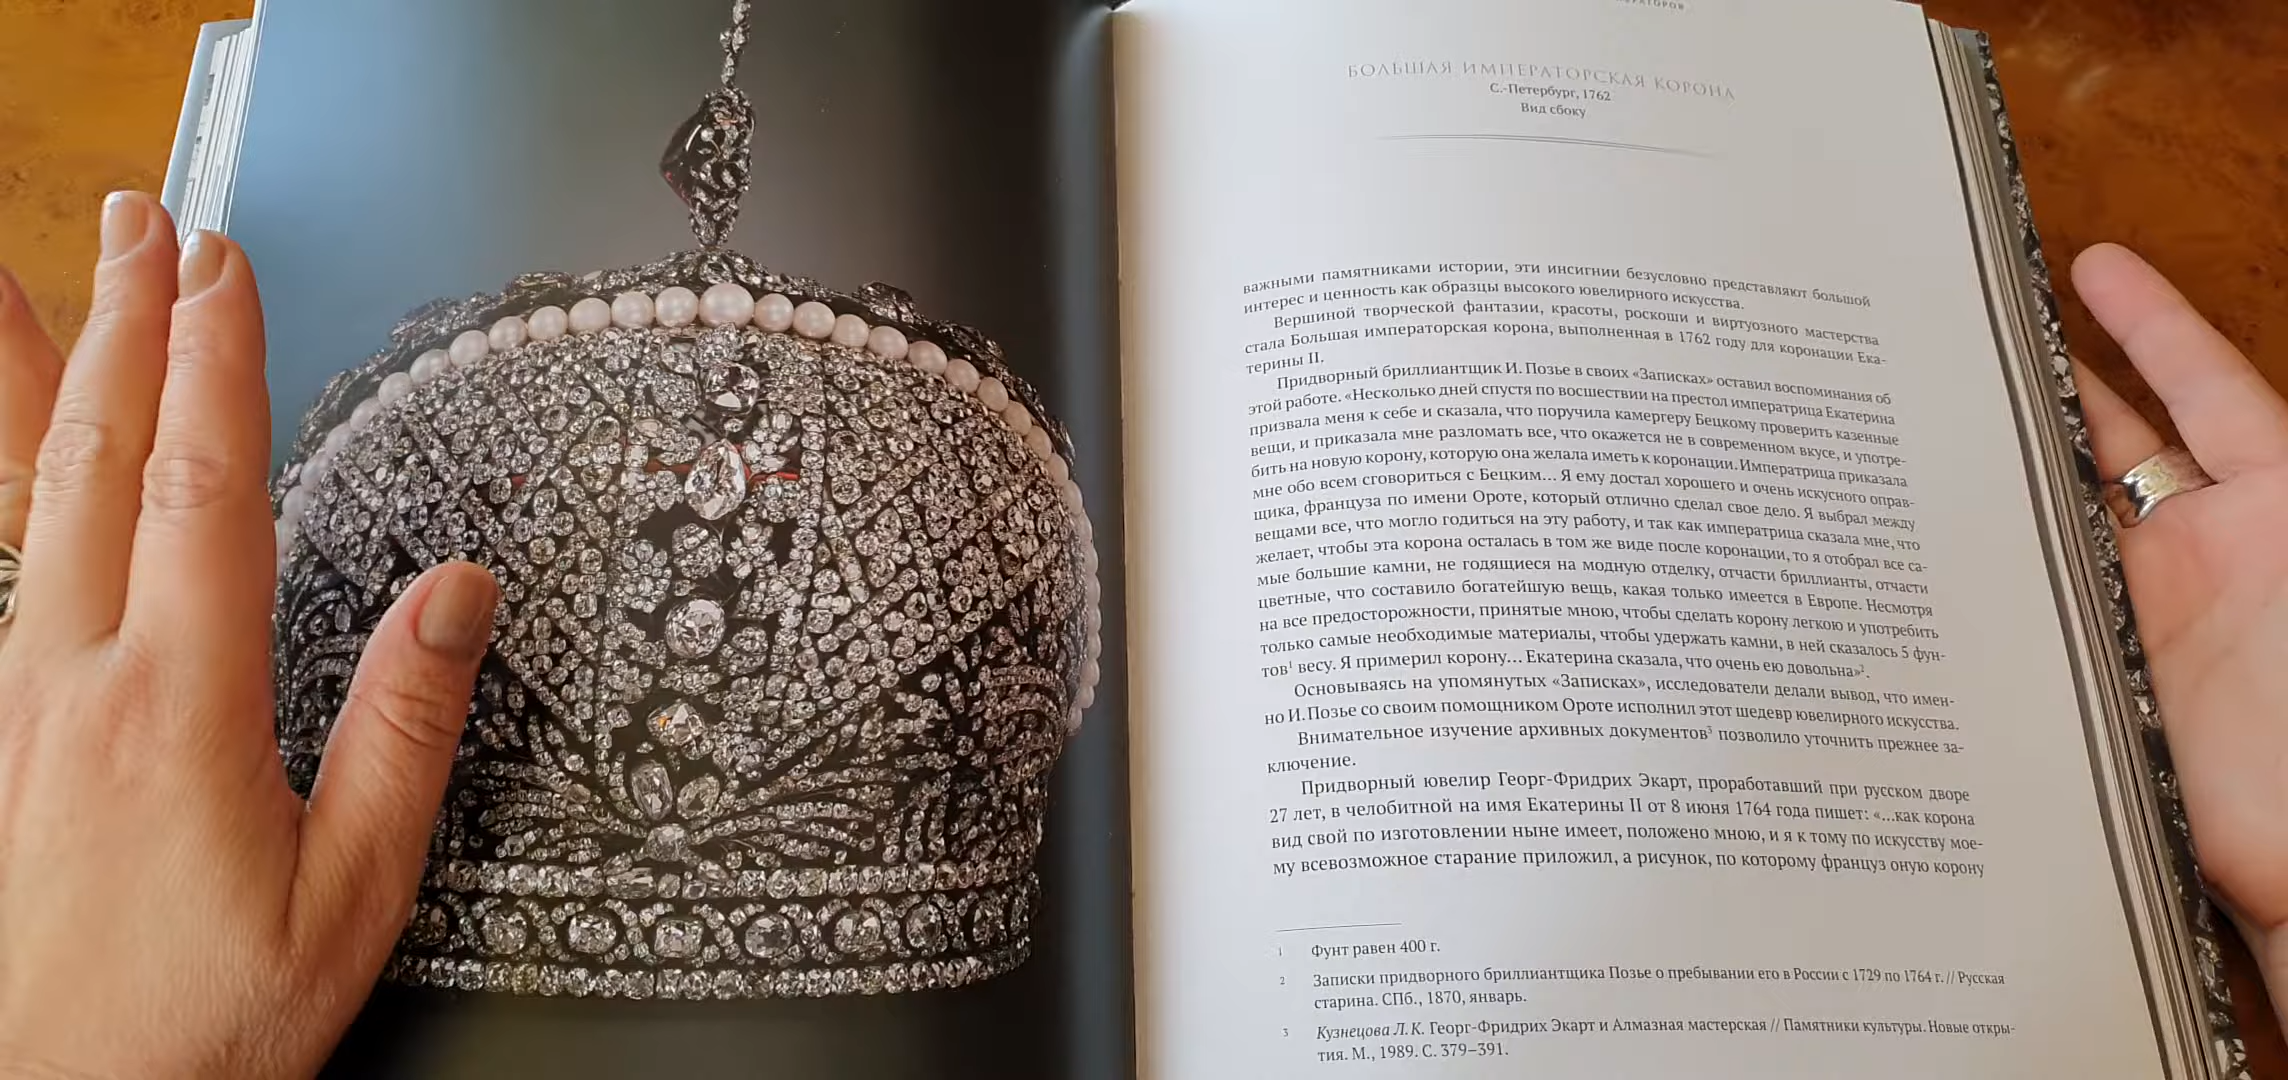 БОЛЬШАЯ ИМПЕРАТОРСКАЯ КОРОНА
С.-Петербург, 1762
Вид сбоку
важными памятниками истории, эти инсигнии безусловно представляют большой
интерес и ценность как образцы высокого ювелирного искусства.
Вершиной творческой фантазии, красоты, роскоши и виртуозного мастерства
стала Большая императорская корона, выполненная в 1762 году для коронации Ека-
терины II.
Придворный бриллиантщик И. Позье в своих «Записках» оставил воспоминания об
этой работе. «Несколько дней спустя по восшествии на престол императрица Екатерина
призвала меня к себе и сказала, что поручила камергеру Бецкому проверить казенные
вещи, и приказала мне разломать все, что окажется не в современном вкусе, и употре-
бить на новую корону, которую она желала иметь к коронации. Императрица приказала
мне обо всем сговориться с Бецким... Я ему достал хорошего и очень искусного оправ-
щика, француза по имени Ороте, который отлично сделал свое дело. Я выбрал между
вещами все, что могло годиться на эту работу, и так как императрица сказала мне, что
желает, чтобы эта корона осталась в том же виде после коронации, то я отобрал все са-
мые большие камни, не годящиеся на модную отделку, отчасти бриллианты, отчасти
цветные, что составило богатейшую вещь, какая только имеется в Европе. Несмотря
на все предосторожности, принятые мною, чтобы сделать корону легкою и употребить
только самые необходимые материалы, чтобы удержать камни, в ней сказалось 5 фун-
тов¹ весу. Я примерил корону... Екатерина сказала, что очень ею довольна»².
Основываясь на упомянутых «Записках», исследователи делали вывод, что имен-
но И. Позье со своим помощником Ороте исполнил этот шедевр ювелирного искусства.
Внимательное изучение архивных документов³ позволило уточнить прежнее за-
ключение.
Придворный ювелир Георг-Фридрих Экарт, проработавший при русском дворе
27 лет, в челобитной на имя Екатерины II от 8 июня 1764 года пишет: «...как корона
вид свой по изготовлении ныне имеет, положено мною, и я к тому по искусству мое-
му всевозможное старание приложил, а рисунок, по которому француз оную корону
1 Фунт равен 400 г.
2 Записки придворного бриллиантщика Позье о пребывании его в России с 1729 по 1764 г. // Русская
старина. СПб., 1870, январь.
3 Кузнецова Л. К. Георг-Фридрих Экарт и Алмазная мастерская // Памятники культуры. Новые откры-
тия. М., 1989. С. 379–391.